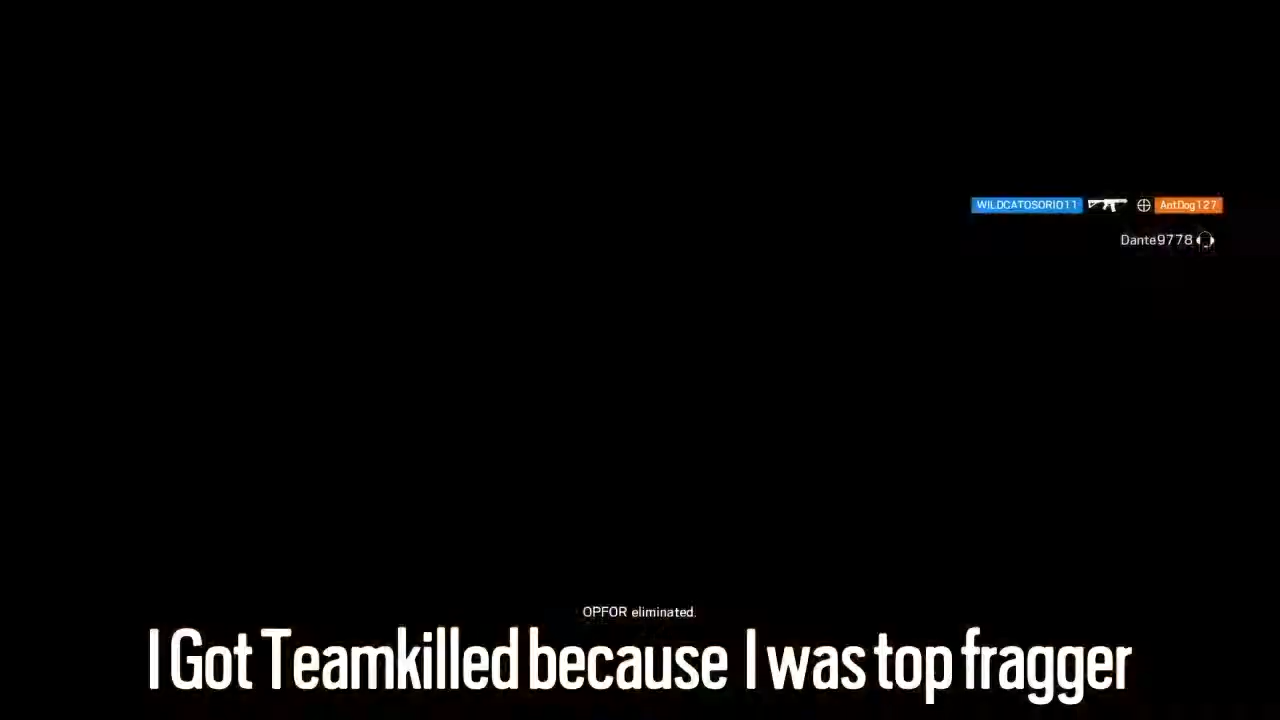 WILDCATOSORIO11 AntDog127
Dante9778
OPFOR eliminated.
I Got Teamkilled because I was top fragger